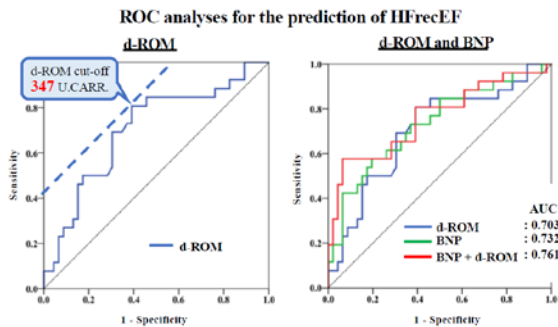 ROC analyses for the prediction of HFrecEF
d-ROM
d-ROM cut-off
347 U.CARR.
Sensitivity
0.8
0.6
0.4
0.2
0.0
0.0 0.2 0.4 0.6 0.8 1.0
1 - Specificity
d-ROM
d-ROM and BNP
Sensitivity
1.0
0.8
0.6
0.4
0.2
0.0
0.0 0.2 0.4 0.6 0.8 1.0
1 - Specificity
AUC
d-ROM : 0.703
BNP : 0.732
BNP + d-ROM : 0.761